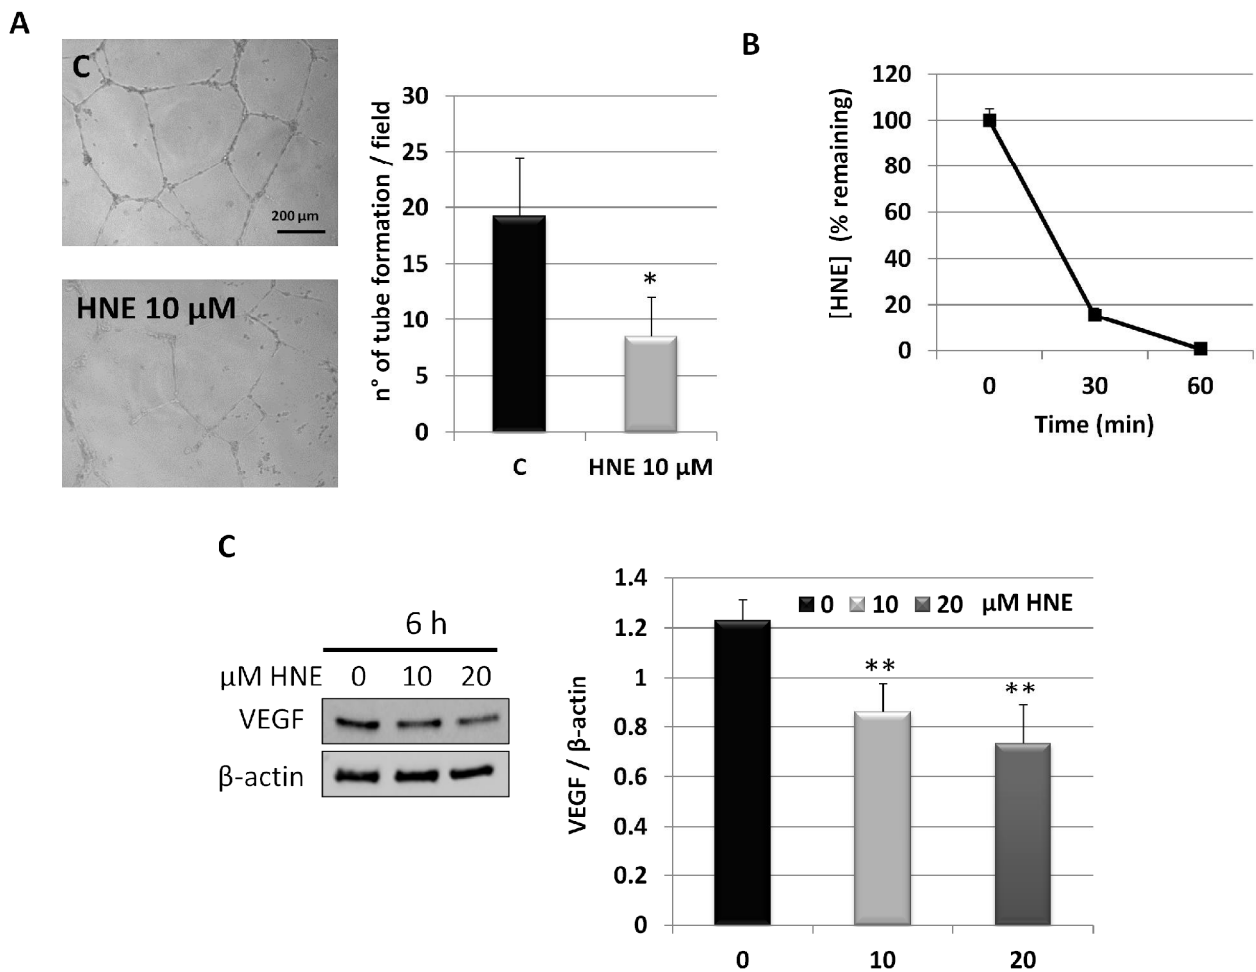 A
C
200 µm
HNE 10 µM
n° of tube formation / field
30
25
20
15
10
5
0
*
C HNE 10 µM
B
[HNE] (% remaining)
120
100
80
60
40
20
0
0 30 60
Time (min)
C
6 h
µM HNE 0 10 20
VEGF
β-actin
VEGF / β-actin
1.4
1.2
1
0.8
0.6
0.4
0.2
0
0 10 20 µM HNE
**
**
0 10 20